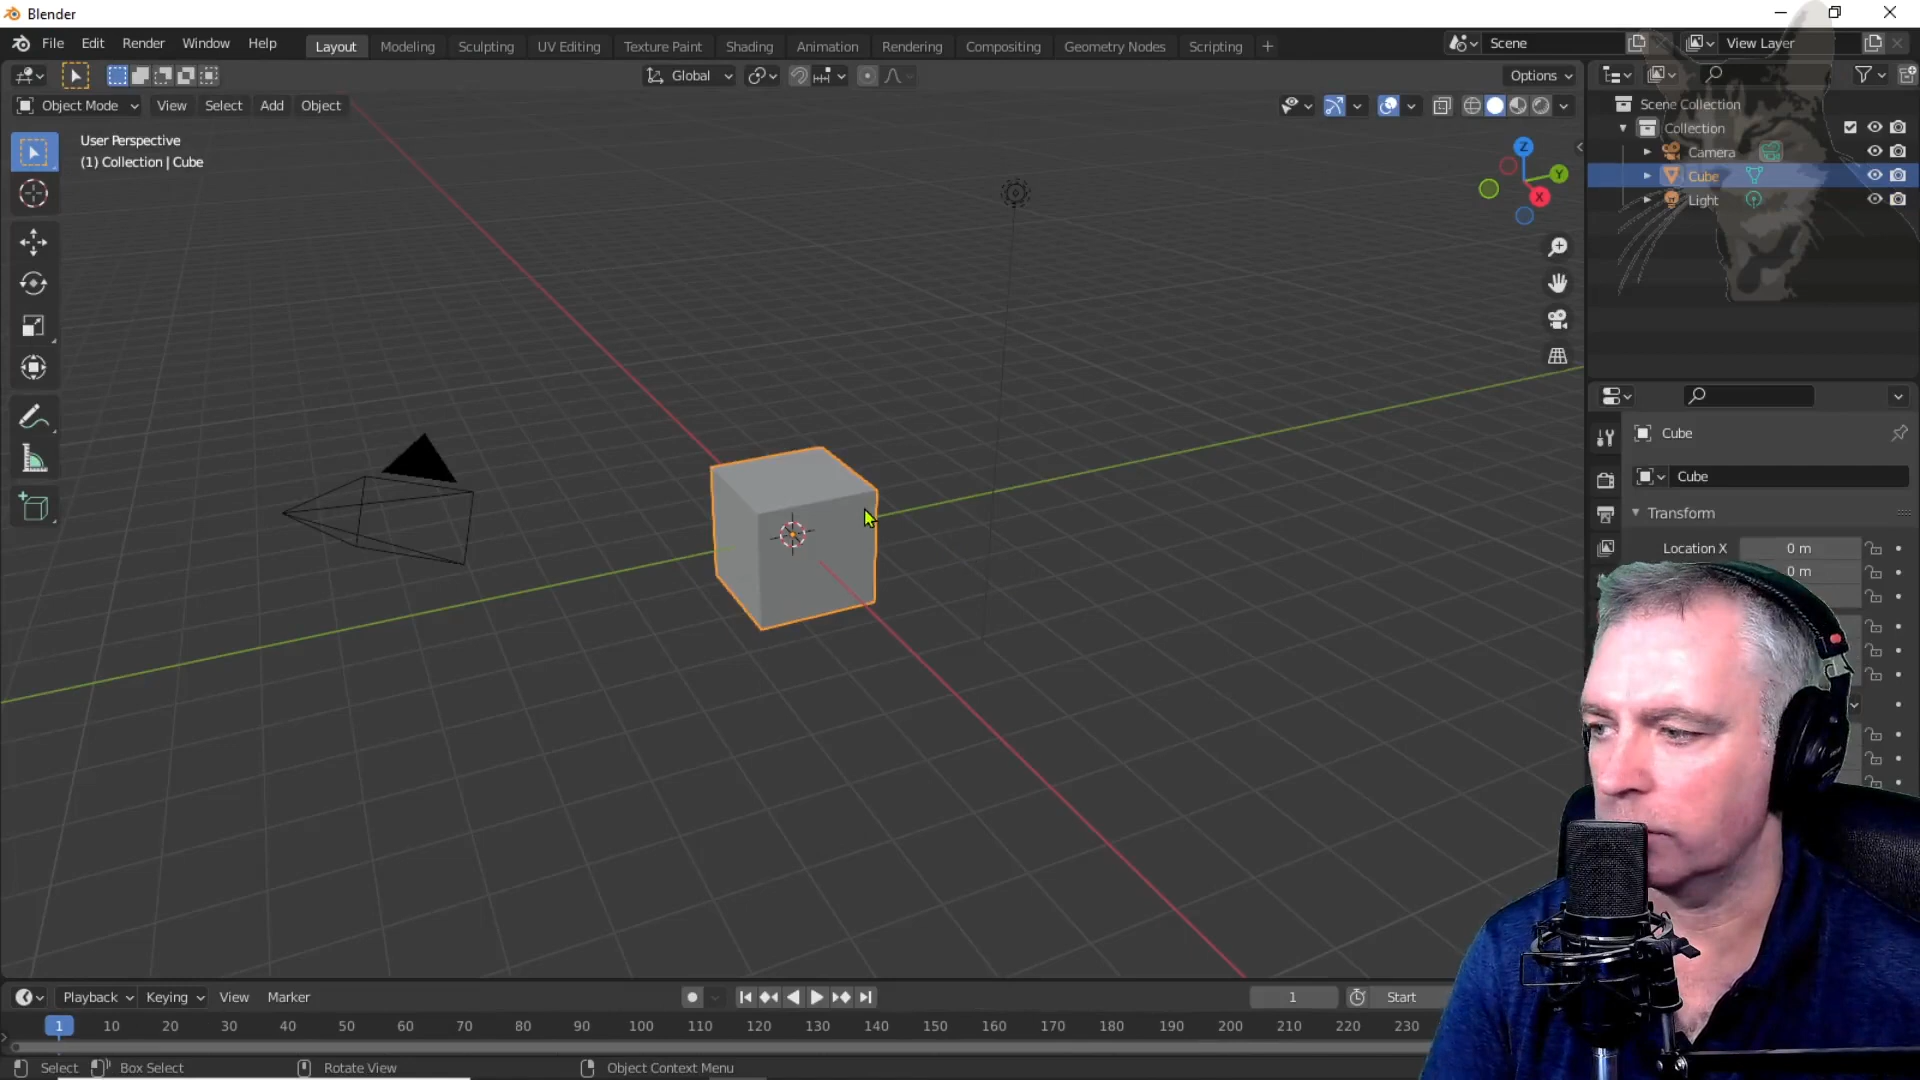 Blender
File Edit Render Window Help Layout Modeling Sculpting UV Editing Texture Paint Shading Animation Rendering Compositing Geometry Nodes Scripting + Scene View Layer
Global Options
Object Mode View Select Add Object
User Perspective
(1) Collection | Cube
Z
Y
X
Scene Collection
Collection
Camera
Cube
Light
Cube
Cube
Transform
Location X 0 m
0 m
Playback Keying View Marker 1 Start
1 10 20 30 40 50 60 70 80 90 100 110 120 130 140 150 160 170 180 190 200 210 220 230
Select Box Select Rotate View Object Context Menu